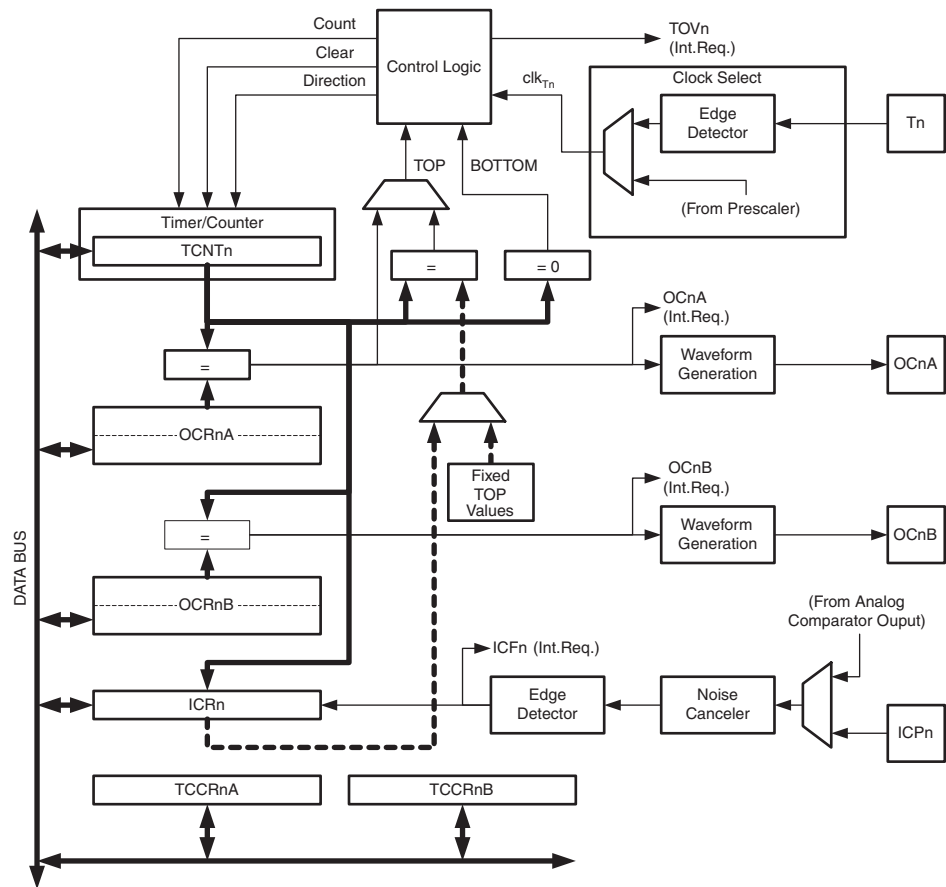 Count
Clear
Direction
Control Logic
TOVn
(Int.Req.)
clkTn
Clock Select
Edge
Detector
Tn
TOP
BOTTOM
(From Prescaler)
Timer/Counter
TCNTn
=
= 0
OCnA
(Int.Req.)
=
Waveform
Generation
OCnA
OCRnA
Fixed
TOP
Values
OCnB
(Int.Req.)
=
Waveform
Generation
OCnB
DATA BUS
OCRnB
(From Analog
Comparator Ouput)
ICFn (Int.Req.)
ICRn
Edge
Detector
Noise
Canceler
ICPn
TCCRnA
TCCRnB